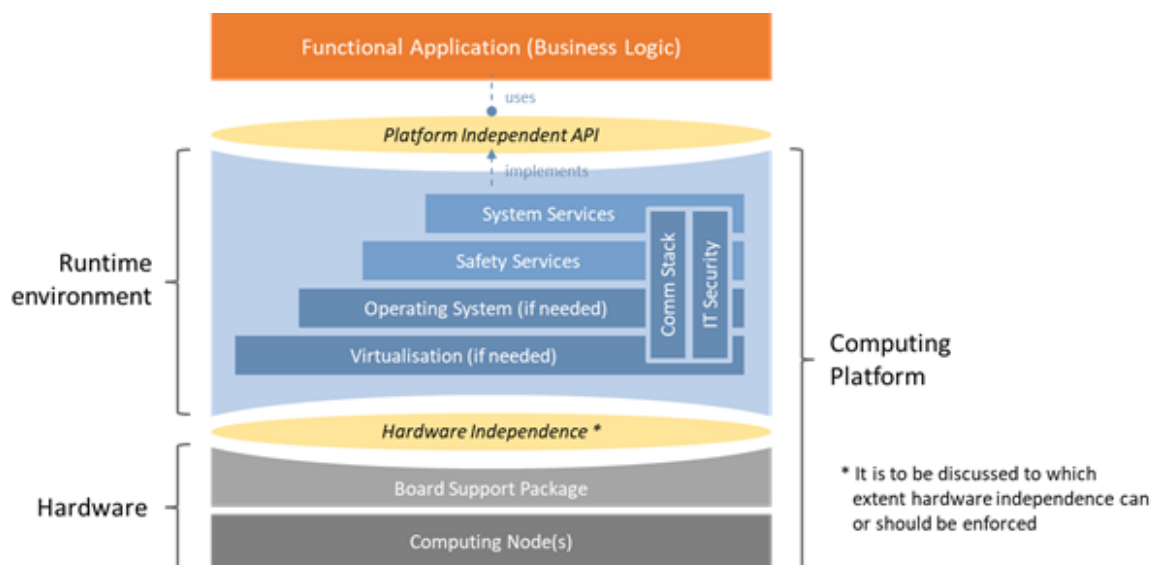 Functional Application (Business Logic)
uses
Platform Independent API
implements
System Services
Safety Services
Operating System (if needed)
Virtualisation (if needed)
Comm Stack
IT Security
Runtime
environment
Computing
Platform
Hardware Independence *
Board Support Package
Computing Node(s)
Hardware
* It is to be discussed to which
extent hardware independence can
or should be enforced